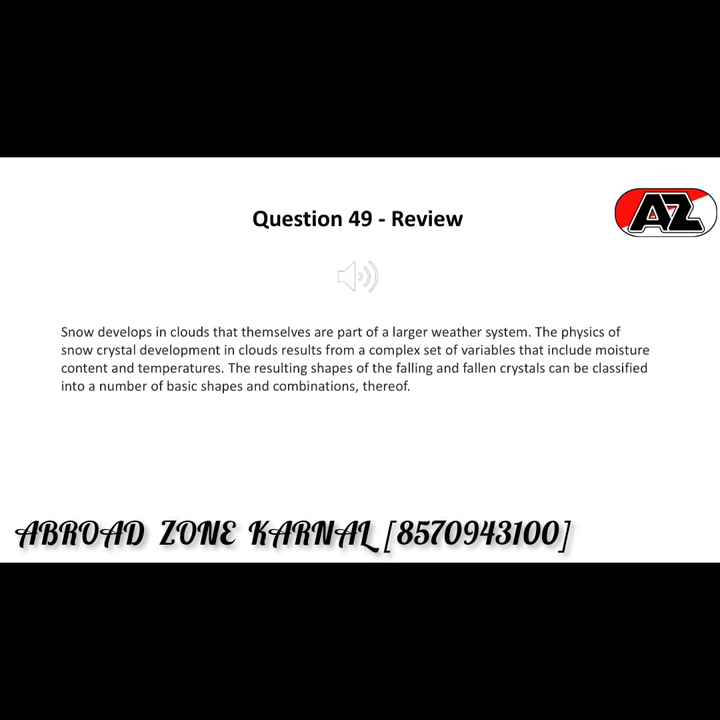 Question 49 - Review
AZ
Snow develops in clouds that themselves are part of a larger weather system. The physics of
snow crystal development in clouds results from a complex set of variables that include moisture
content and temperatures. The resulting shapes of the falling and fallen crystals can be classified
into a number of basic shapes and combinations, thereof.
ABROAD ZONE KARNAL [8570943100]